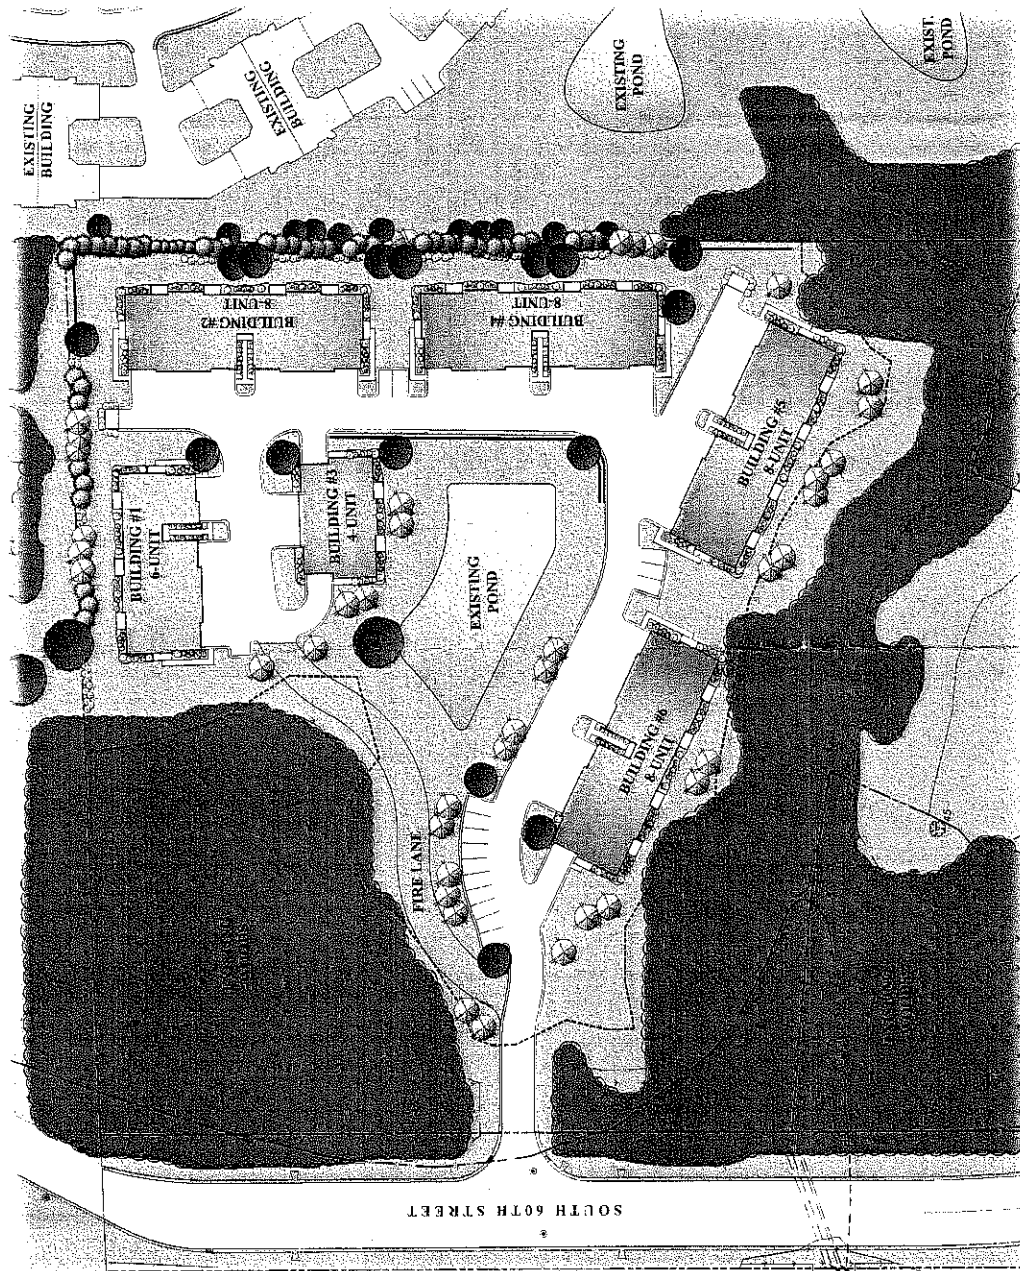 EXISTING
BUILDING
EXISTING
BUILDING
EXISTING
POND
EXIST.
POND
BUILDING #2
8-UNIT
BUILDING #4
8-UNIT
BUILDING #5
8-UNIT
BUILDING #1
6-UNIT
BUILDING #3
4-UNIT
EXISTING
POND
BUILDING #6
8-UNIT
FIRE LANE
SOUTH 60TH STREET